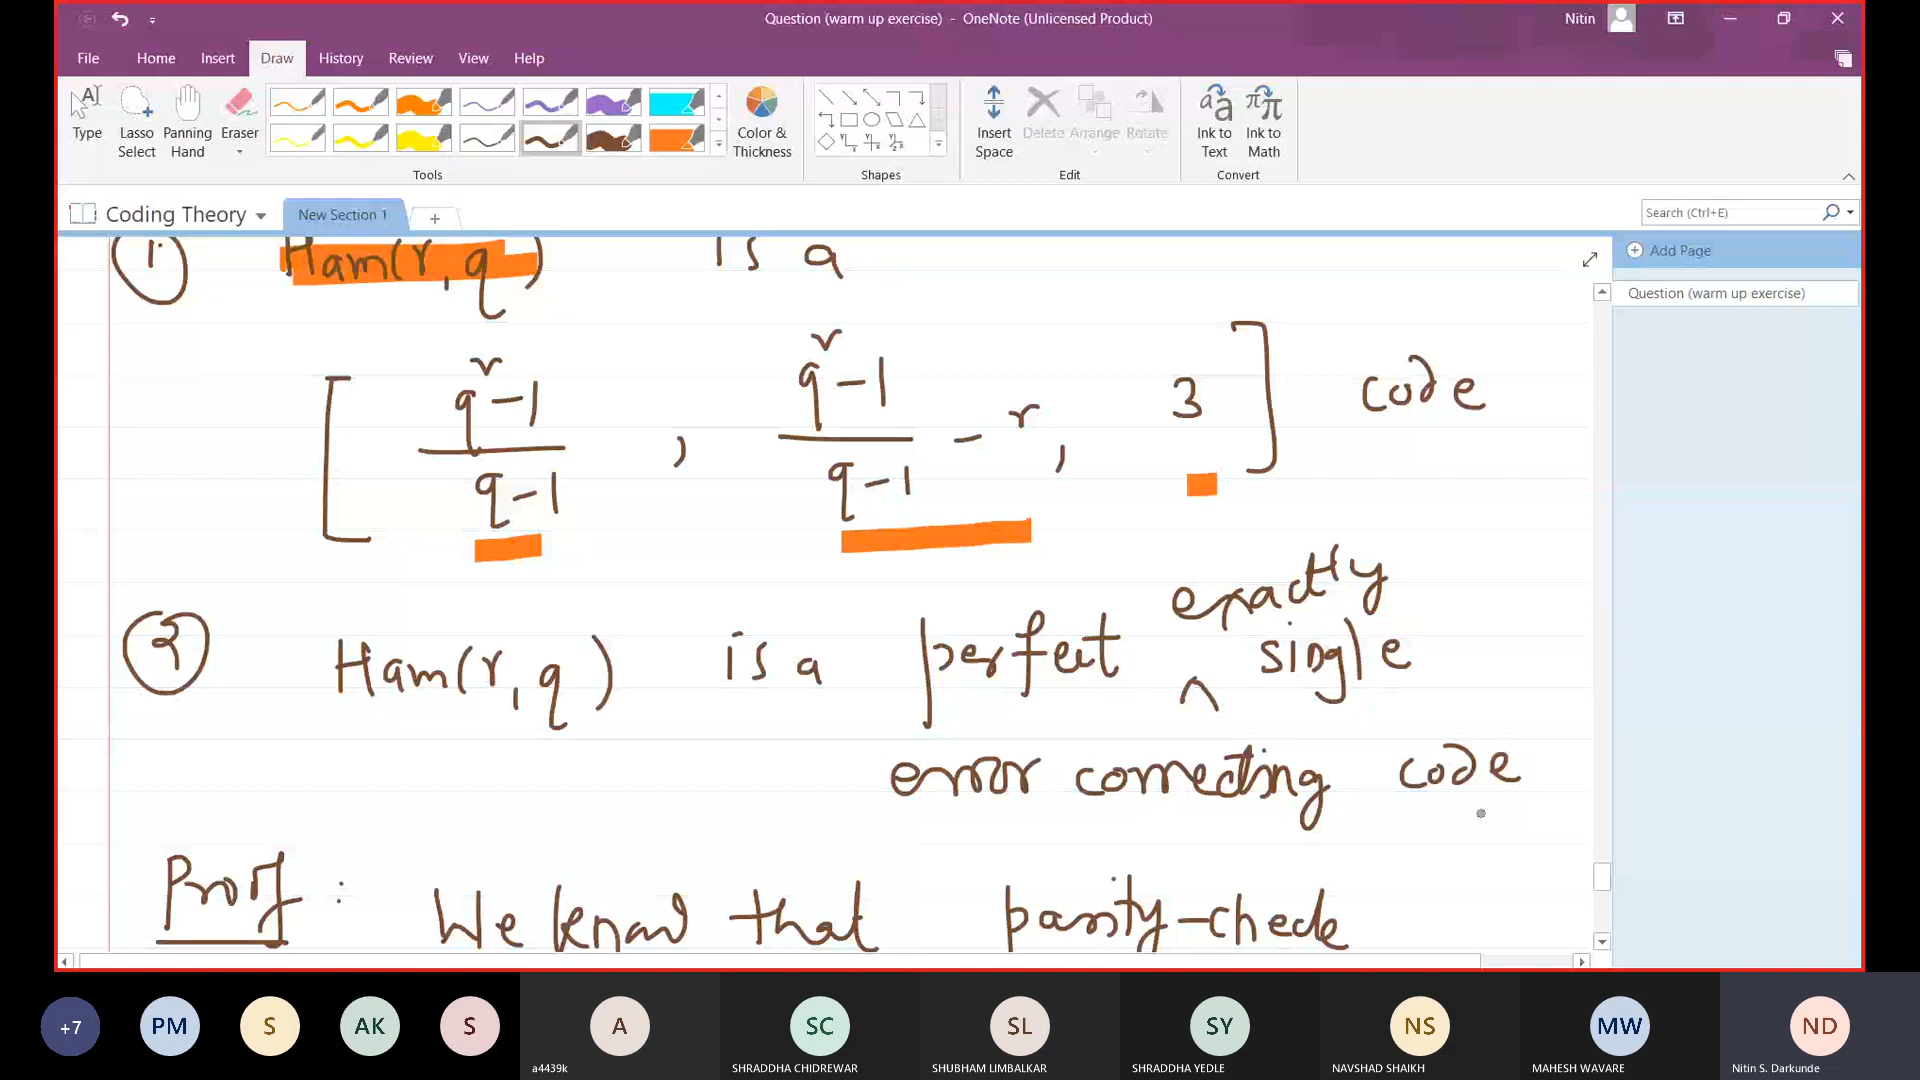 Question (warm up exercise) - OneNote (Unlicensed Product)
Nitin
File Home Insert Draw History Review View Help
Type
Lasso Select
Panning Hand
Eraser
Color & Thickness
Insert Space
Delete
Arrange
Rotate
Ink to Text
Ink to Math
Tools
Shapes
Edit
Convert
Coding Theory
New Section 1
+
Search (Ctrl+E)
Add Page
Question (warm up exercise)
① Ham(r, q) is a
[ (q^r - 1)/(q - 1) , (q^r - 1)/(q - 1) - r, 3 ] code
② Ham(r, q) is a perfect ^ exactly single
error correcting code
Proof : We know that parity-check
+7
PM
S
AK
S
A
SC
SL
SY
NS
MW
ND
a4439k
SHRADDHA CHIDREWAR
SHUBHAM LIMBALKAR
SHRADDHA YEDLE
NAVSHAD SHAIKH
MAHESH WAVARE
Nitin S. Darkunde